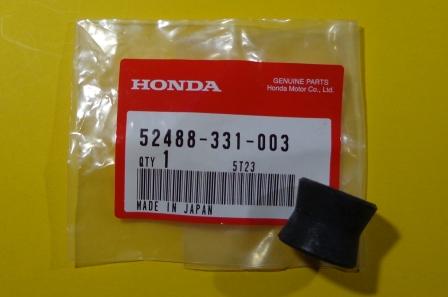 HONDA
GENUINE PARTS
Honda Motor Co., Ltd.
52488-331-003
QTY 1 5T23
MADE IN JAPAN